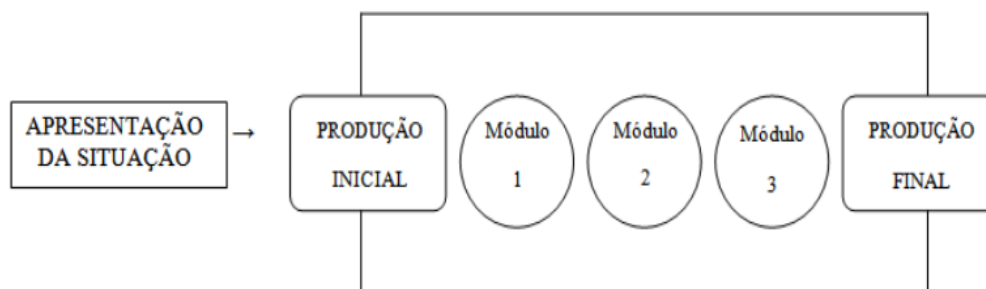 APRESENTAÇÃO
DA SITUAÇÃO
→
PRODUÇÃO
INICIAL
Módulo
1
Módulo
2
Módulo
3
PRODUÇÃO
FINAL